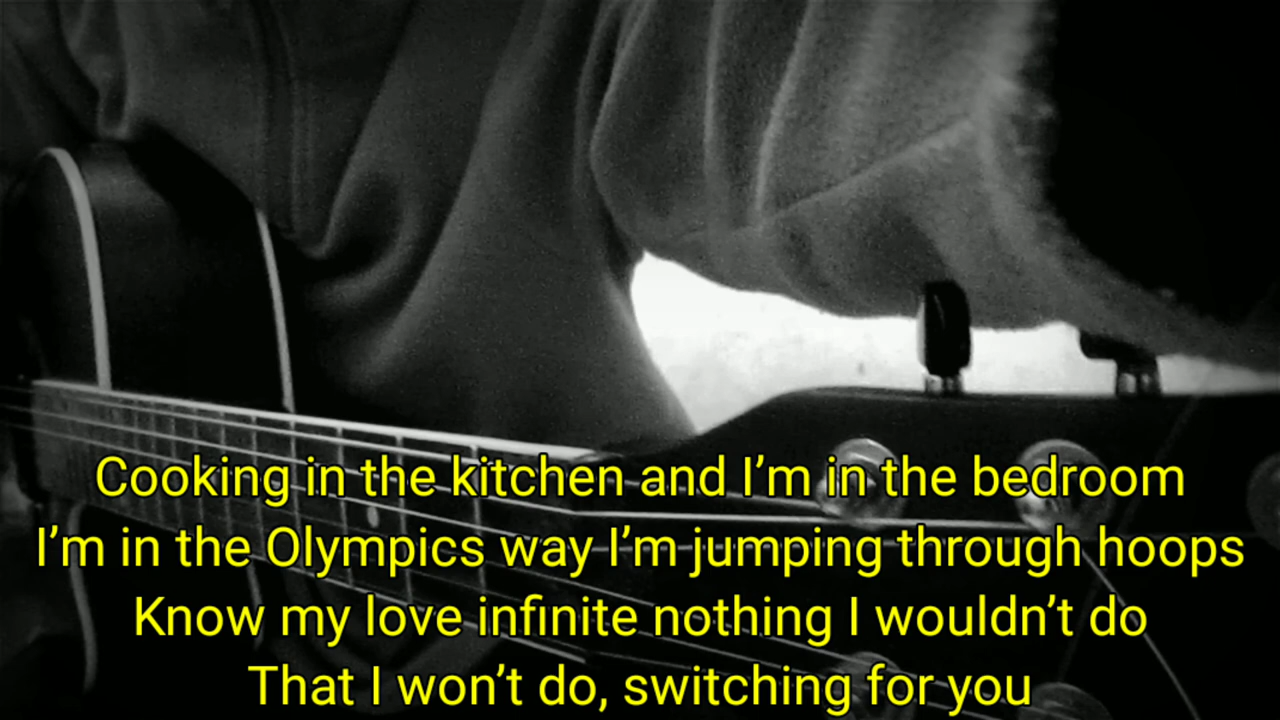 Cooking in the kitchen and I’m in the bedroom
I’m in the Olympics way I’m jumping through hoops
Know my love infinite nothing I wouldn’t do
That I won’t do, switching for you